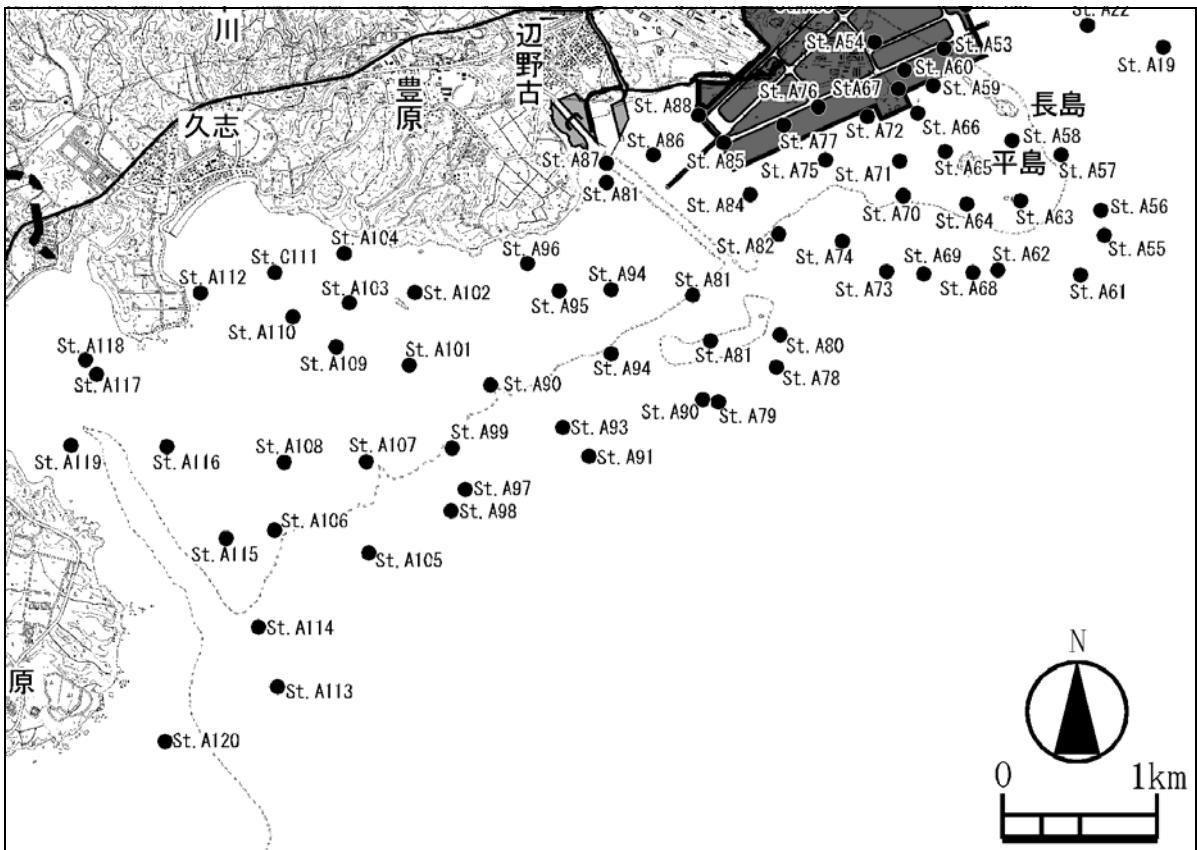 川
辺野古
豊原
久志
長島
平島
原
St. A22
St. A19
St. A54
St. A53
St. A60
St. A59
St. A76
StA67
St. A88
St. A77
St. A72
St. A66
St. A58
St. A86
St. A87
St. A85
St. A75
St. A71
St. A65
St. A57
St. A81
St. A84
St. A70
St. A64
St. A63
St. A56
St. A55
St. A104
St. A96
St. A82
St. A74
St. A69
St. A62
St. C111
St. A112
St. A103
St. A102
St. A94
St. A95
St. A81
St. A73
St. A68
St. A61
St. A110
St. A118
St. A117
St. A109
St. A101
St. A94
St. A81
St. A80
St. A78
St. A90
St. A90
St. A79
St. A93
St. A99
St. A91
St. A119
St. A116
St. A108
St. A107
St. A97
St. A98
St. A106
St. A115
St. A105
St. A114
St. A113
St. A120
N
0 1km